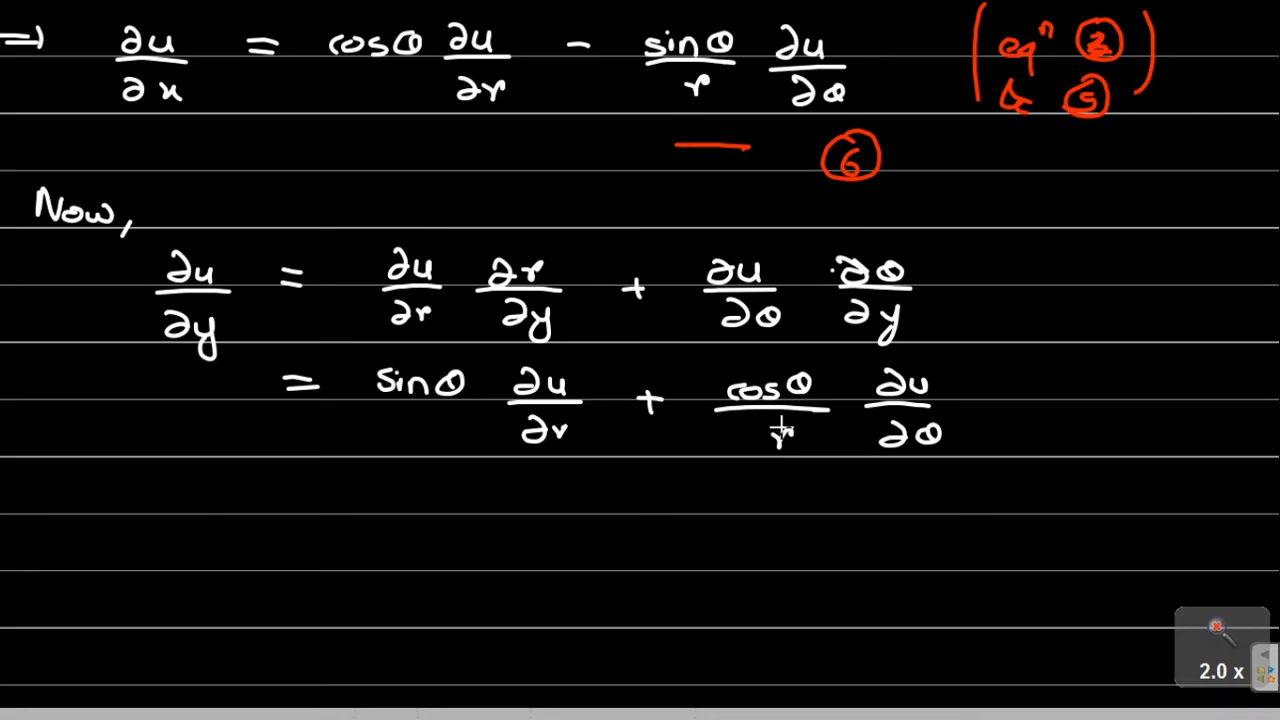 ⇒ ∂u/∂x = cosθ ∂u/∂r − sinθ/r ∂u/∂θ (eqⁿ ② & ⑤)
— ⑥
Now,
∂u/∂y = ∂u/∂r ∂r/∂y + ∂u/∂θ ∂θ/∂y
= sinθ ∂u/∂r + cosθ/r ∂u/∂θ
2.0 x